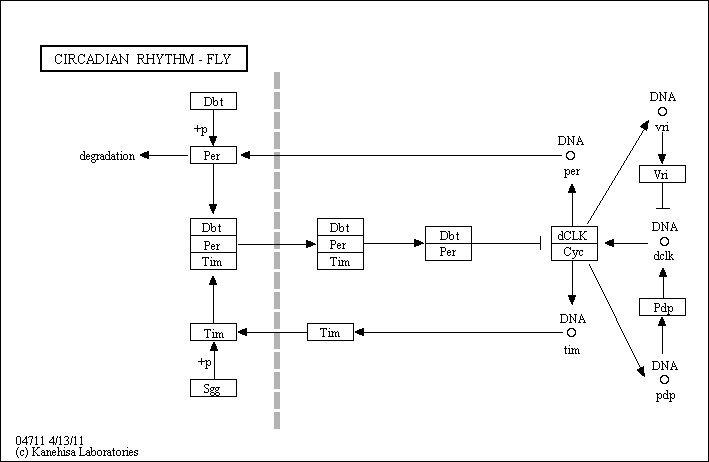 CIRCADIAN RHYTHM - FLY
Dbt
+p
degradation
Per
DNA
per
DNA
vri
Vri
Dbt
Per
Tim
Dbt
Per
Tim
Dbt
Per
dCLK
Cyc
DNA
dclk
Pdp
Tim
Tim
DNA
tim
+p
Sgg
DNA
pdp
04711 4/13/11
(c) Kanehisa Laboratories